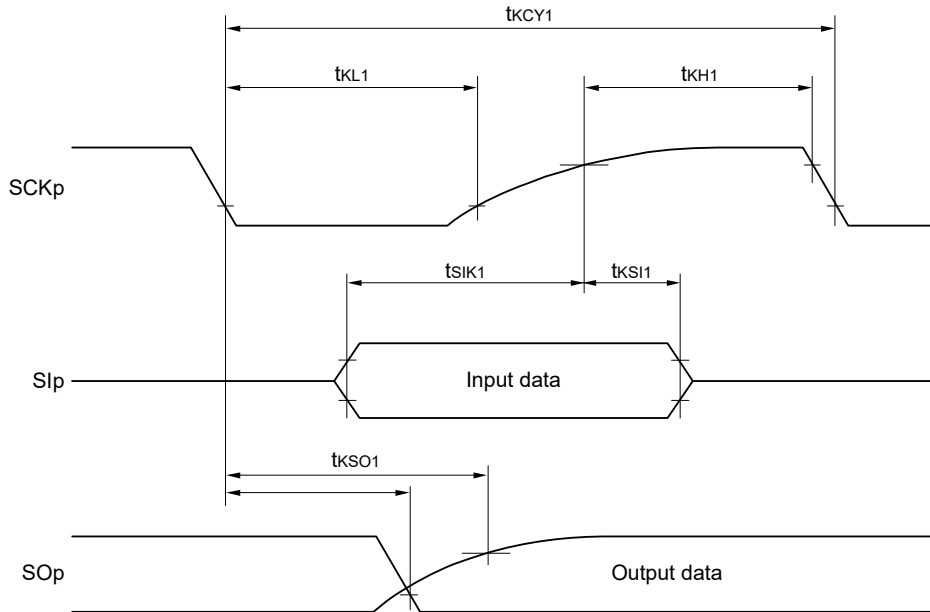 tKCY1
tKL1
tKH1
SCKp
tSIK1
tKSI1
SIp
Input data
tKSO1
SOp
Output data